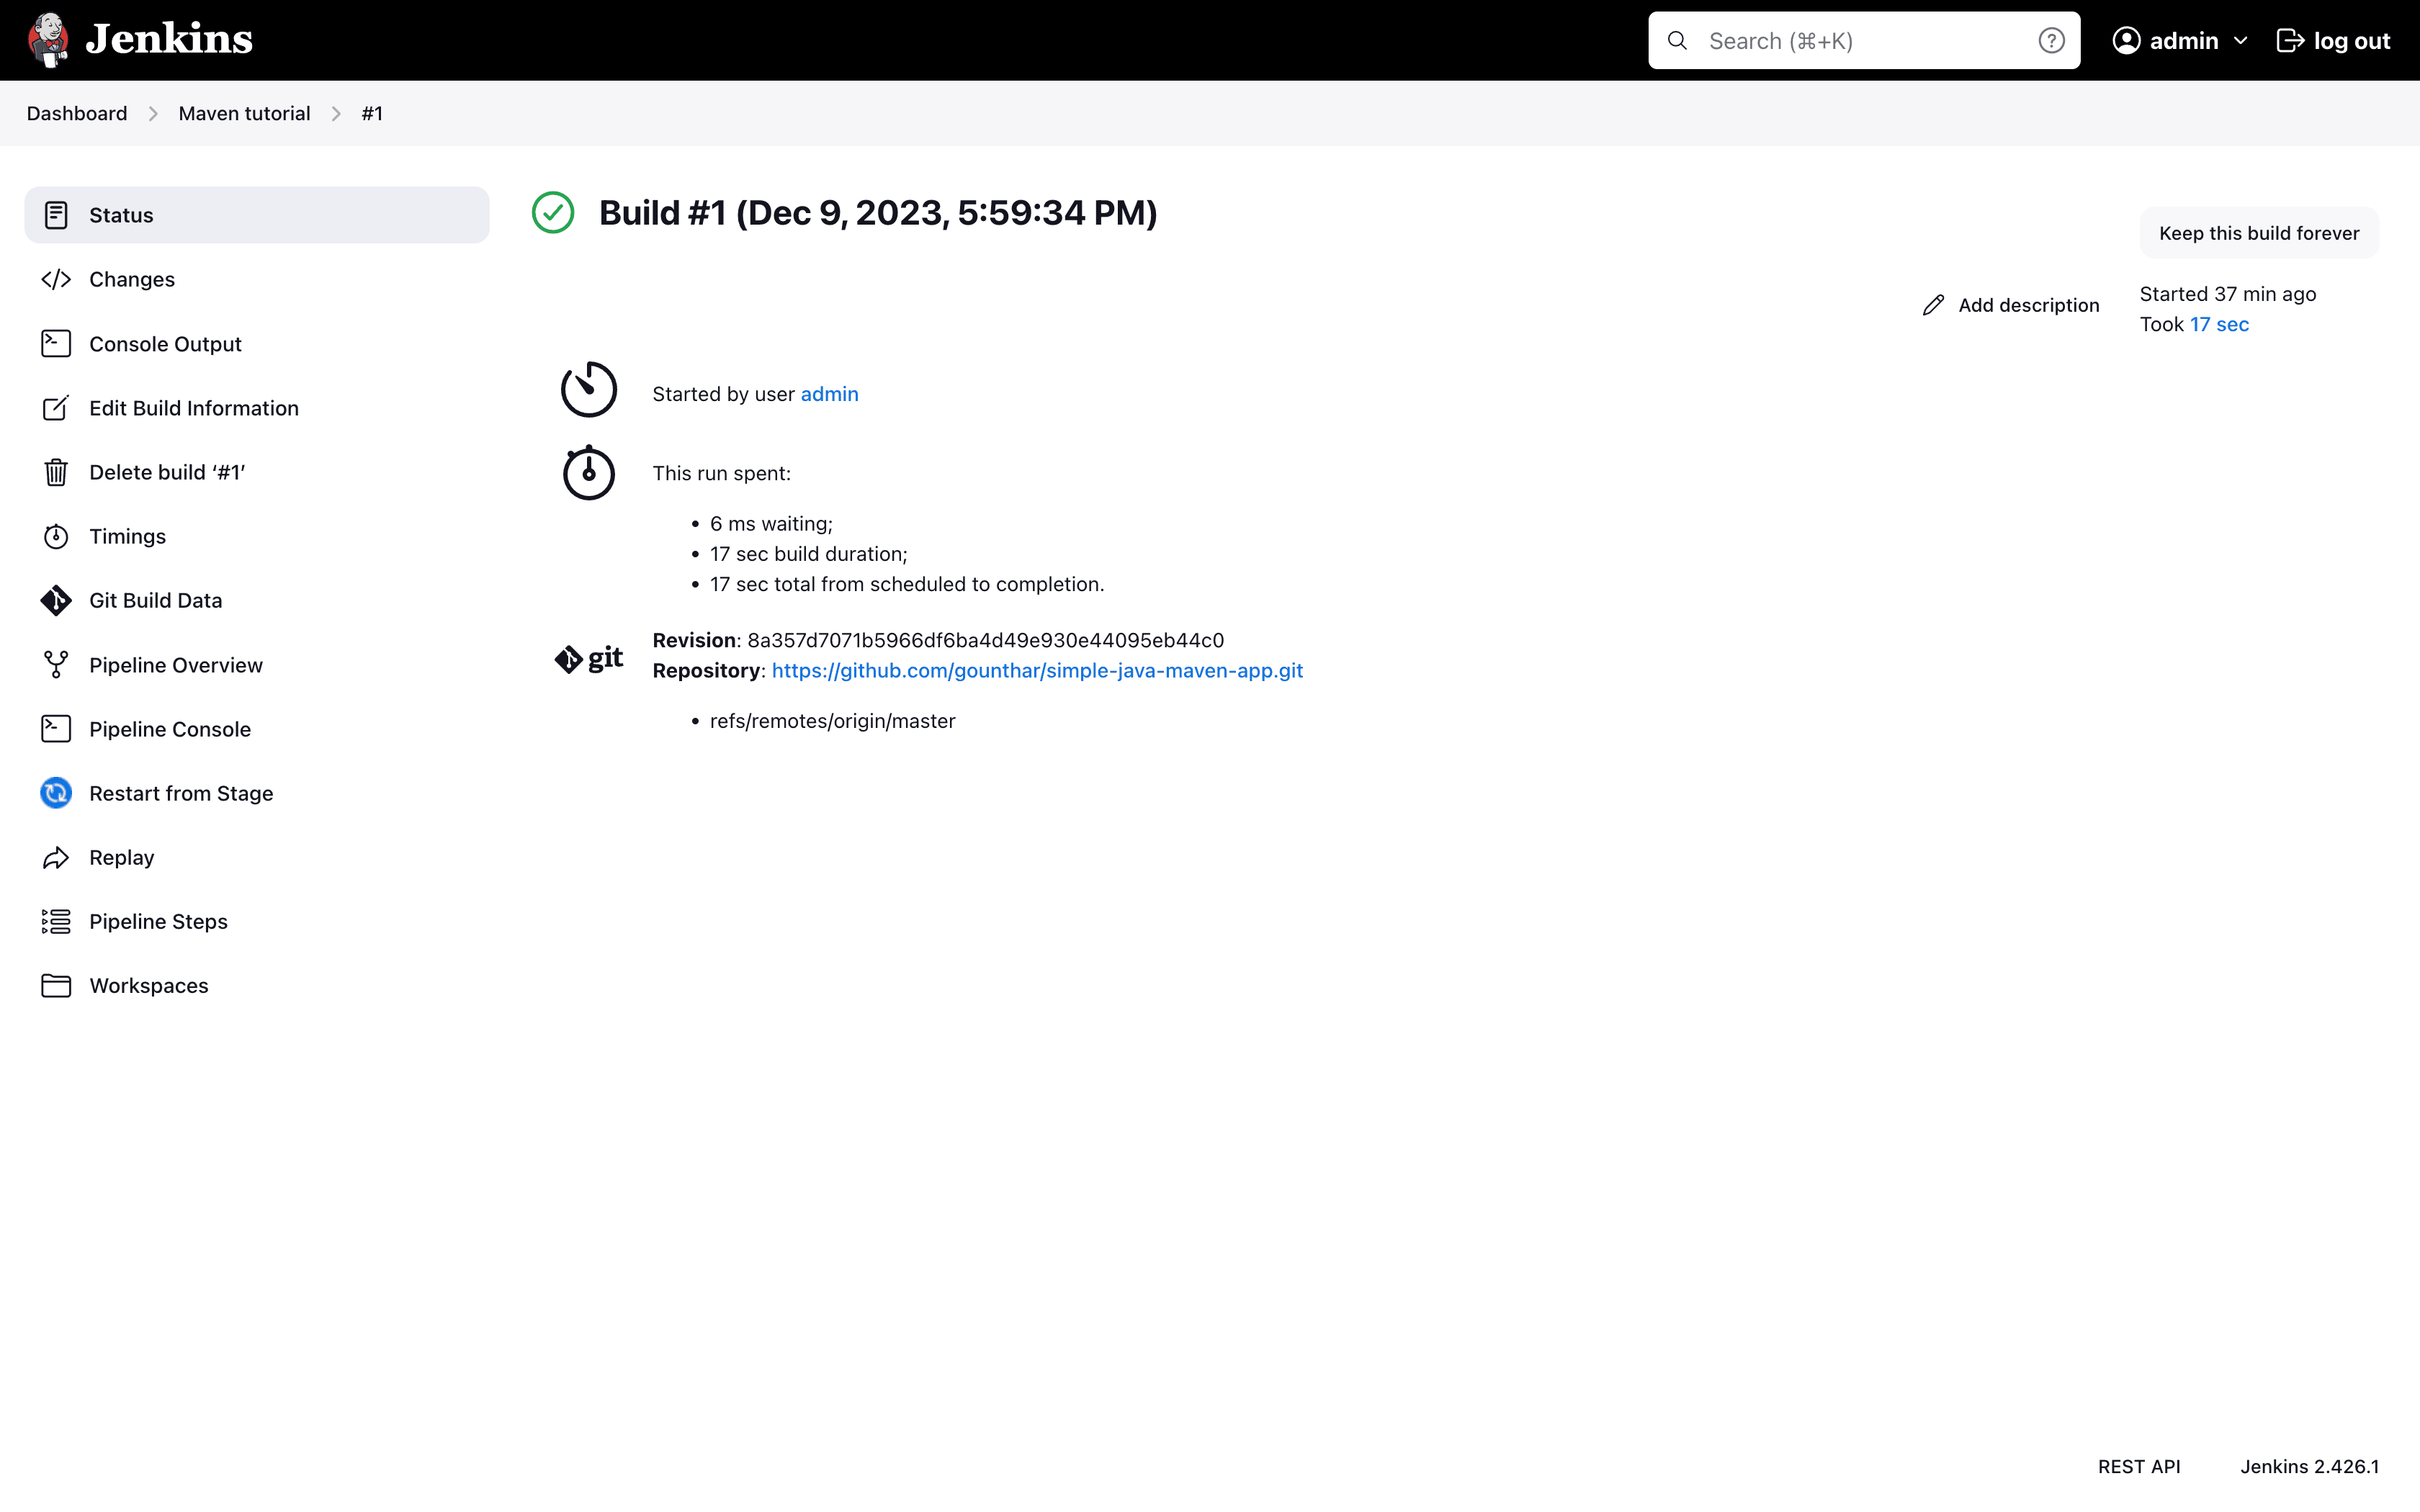 Jenkins
Search (⌘+K)
admin
log out
Dashboard
Maven tutorial
#1
Status
Changes
Console Output
Edit Build Information
Delete build ‘#1’
Timings
Git Build Data
Pipeline Overview
Pipeline Console
Restart from Stage
Replay
Pipeline Steps
Workspaces
Build #1 (Dec 9, 2023, 5:59:34 PM)
Keep this build forever
Add description
Started 37 min ago
Took 17 sec
Started by user admin
This run spent:
6 ms waiting;
17 sec build duration;
17 sec total from scheduled to completion.
git
Revision: 8a357d7071b5966df6ba4d49e930e44095eb44c0
Repository: https://github.com/gounthar/simple-java-maven-app.git
refs/remotes/origin/master
REST API
Jenkins 2.426.1